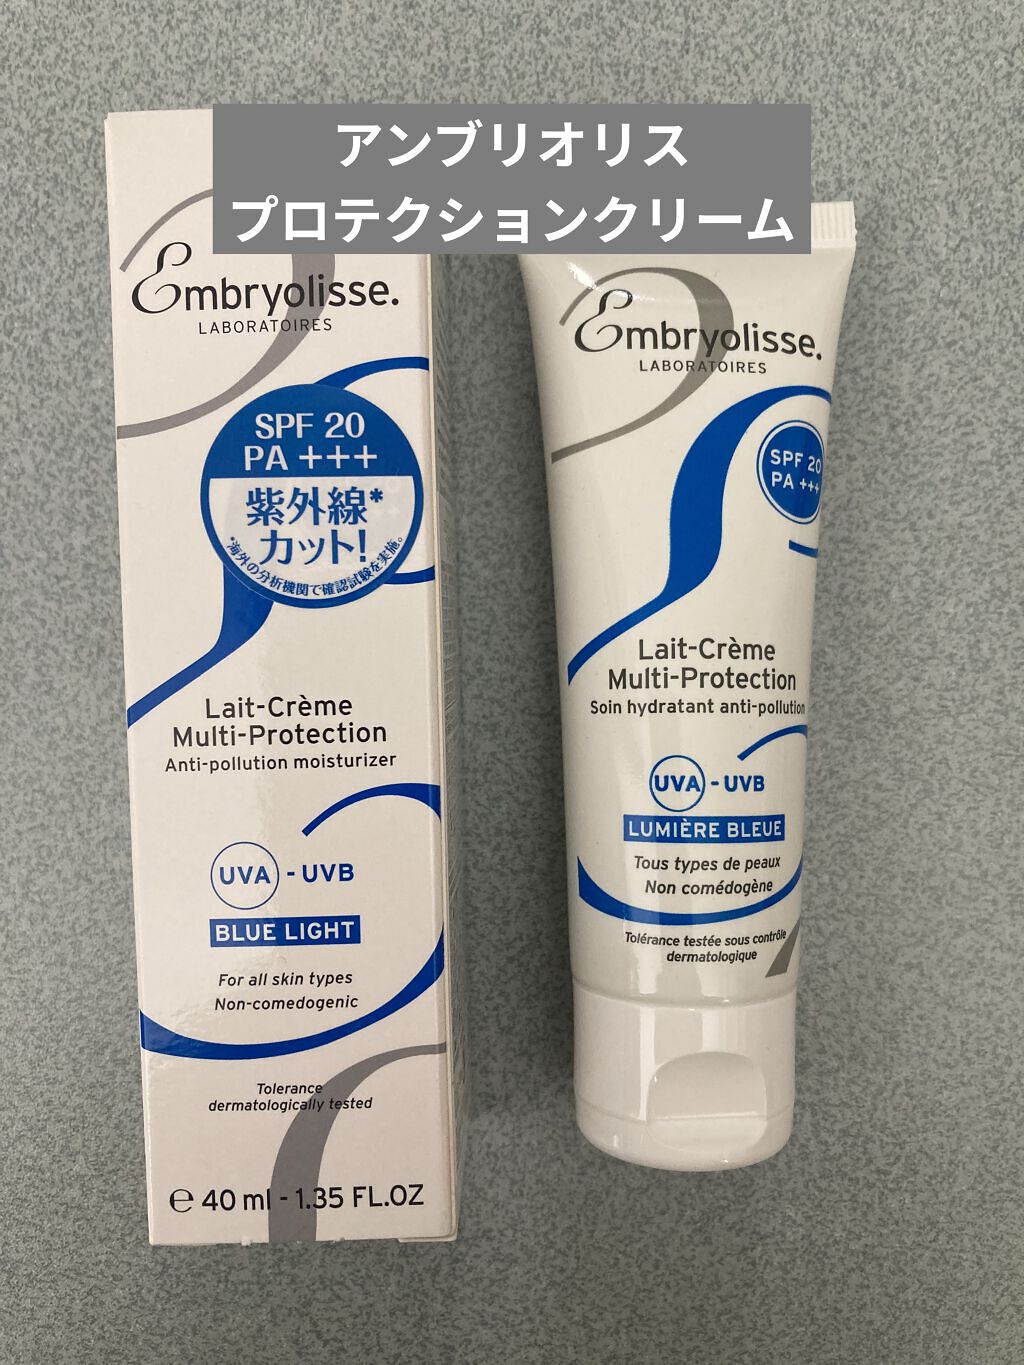 アンブリオリス
プロテクションクリーム
Embryolisse.
LABORATOIRES
SPF 20
PA +++
紫外線*
カット!
*海外の分析機関で確認試験を実施。
Lait-Crème
Multi-Protection
Anti-pollution moisturizer
UVA - UVB
BLUE LIGHT
For all skin types
Non-comedogenic
Tolerance
dermatologically tested
℮ 40 ml - 1.35 FL.OZ
Embryolisse.
LABORATOIRES
SPF 20
PA +++
Lait-Crème
Multi-Protection
Soin hydratant anti-pollution
UVA - UVB
LUMIÈRE BLEUE
Tous types de peaux
Non comédogène
Tolérance testée sous contrôle
dermatologique